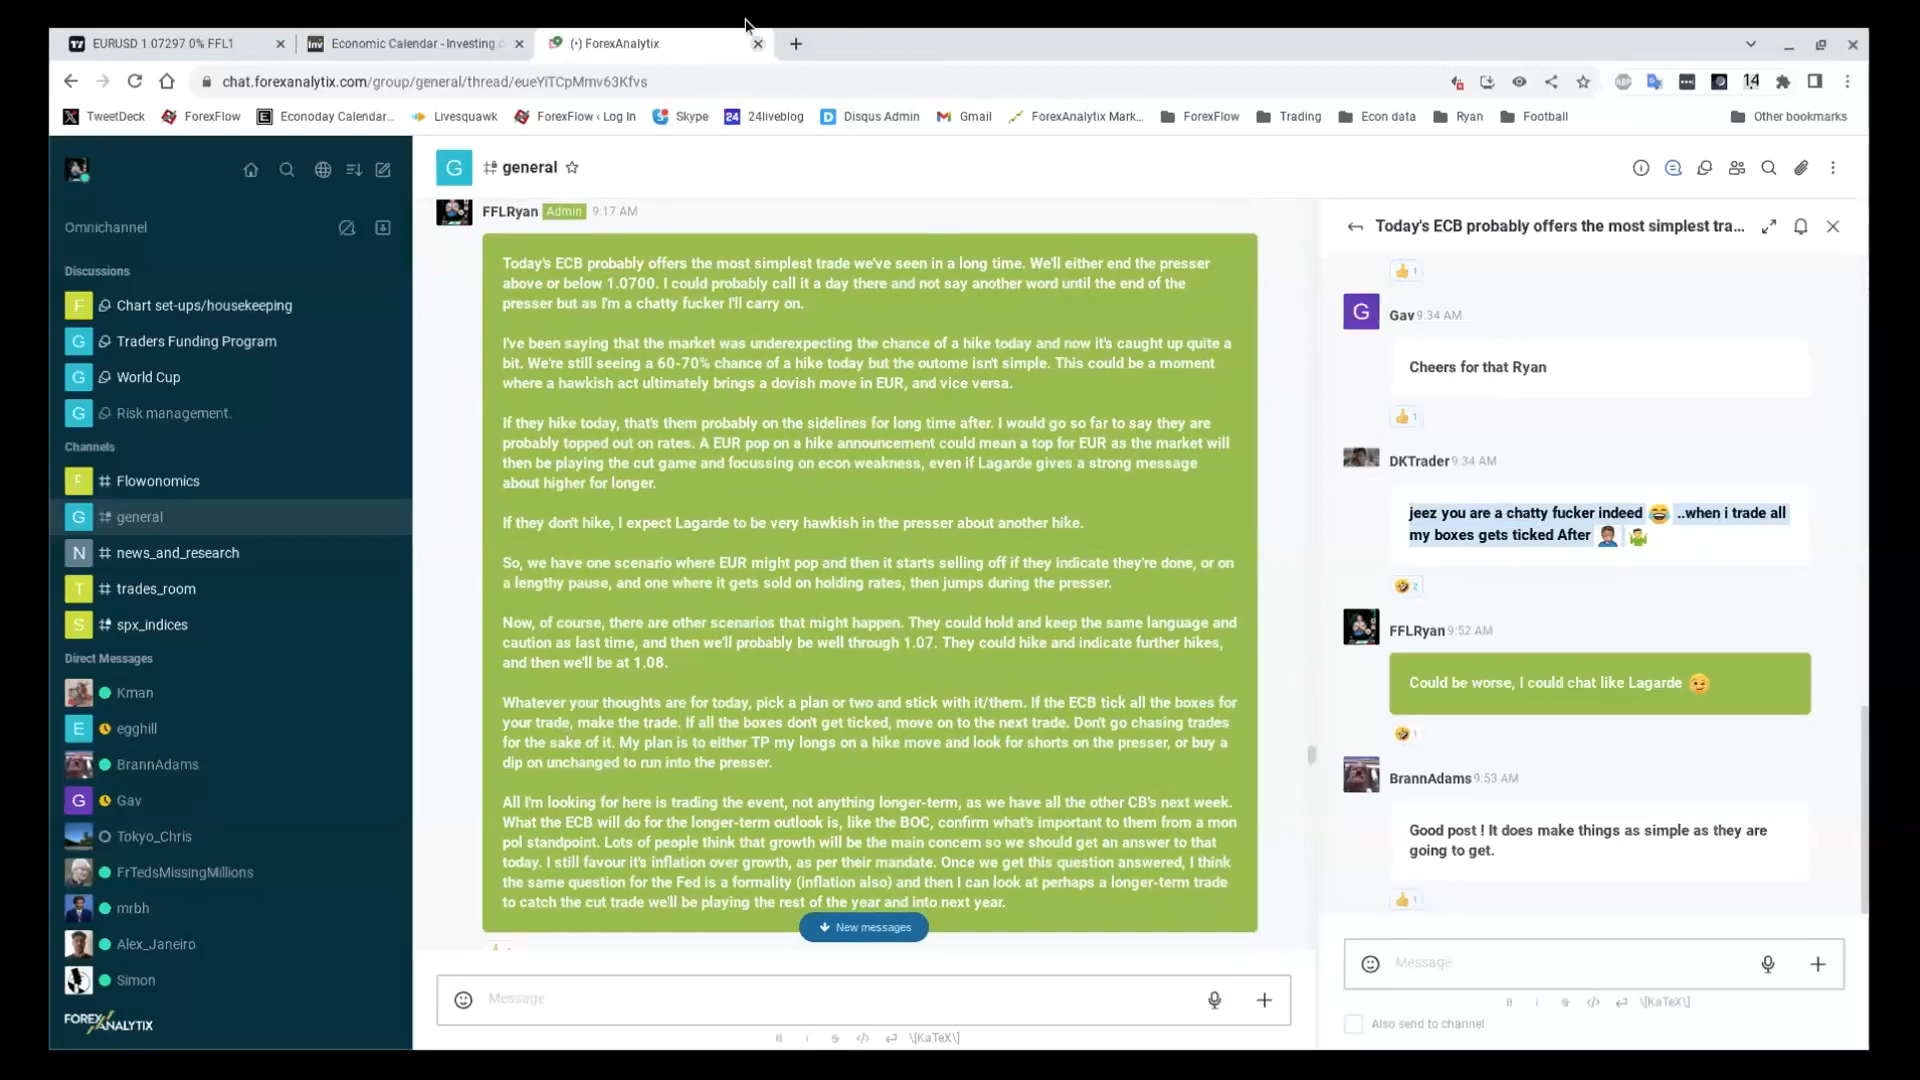 EURUSD 1.07297 0% FFL1
Economic Calendar - Investing.c
(•) ForexAnalytix
chat.forexanalytix.com/group/general/thread/eueYiTCpMmv63Kfvs
14
TweetDeck
ForexFlow
Econoday Calendar...
Livesquawk
ForexFlow ‹ Log In
Skype
24
24liveblog
Disqus Admin
Gmail
ForexAnalytix Mark...
ForexFlow
Trading
Econ data
Ryan
Football
Other bookmarks
Omnichannel
Discussions
F Chart set-ups/housekeeping
G Traders Funding Program
G World Cup
G Risk management.
Channels
F Flowonomics
G general
N news_and_research
T trades_room
S spx_indices
Direct Messages
Kman
E egghill
BrannAdams
G Gav
Tokyo_Chris
FrTedsMissingMillions
mrbh
Alex_Janeiro
Simon
FOREX ANALYTIX
G general
FFLRyan Admin 9:17 AM
Today's ECB probably offers the most simplest trade we've seen in a long time. We'll either end the presser
above or below 1.0700. I could probably call it a day there and not say another word until the end of the
presser but as I'm a chatty fucker I'll carry on.
I've been saying that the market was underexpecting the chance of a hike today and now it's caught up quite a
bit. We're still seeing a 60-70% chance of a hike today but the outome isn't simple. This could be a moment
where a hawkish act ultimately brings a dovish move in EUR, and vice versa.
If they hike today, that's them probably on the sidelines for long time after. I would go so far to say they are
probably topped out on rates. A EUR pop on a hike announcement could mean a top for EUR as the market will
then be playing the cut game and focussing on econ weakness, even if Lagarde gives a strong message
about higher for longer.
If they don't hike, I expect Lagarde to be very hawkish in the presser about another hike.
So, we have one scenario where EUR might pop and then it starts selling off if they indicate they're done, or on
a lengthy pause, and one where it gets sold on holding rates, then jumps during the presser.
Now, of course, there are other scenarios that might happen. They could hold and keep the same language and
caution as last time, and then we'll probably be well through 1.07. They could hike and indicate further hikes,
and then we'll be at 1.08.
Whatever your thoughts are for today, pick a plan or two and stick with it/them. If the ECB tick all the boxes for
your trade, make the trade. If all the boxes don't get ticked, move on to the next trade. Don't go chasing trades
for the sake of it. My plan is to either TP my longs on a hike move and look for shorts on the presser, or buy a
dip on unchanged to run into the presser.
All I'm looking for here is trading the event, not anything longer-term, as we have all the other CB's next week.
What the ECB will do for the longer-term outlook is, like the BOC, confirm what's important to them from a mon
pol standpoint. Lots of people think that growth will be the main concern so we should get an answer to that
today. I still favour it's inflation over growth, as per their mandate. Once we get this question answered, I think
the same question for the Fed is a formality (inflation also) and then I can look at perhaps a longer-term trade
to catch the cut trade we'll be playing the rest of the year and into next year.
New messages
Message
B i S </> \[KaTeX\]
Today's ECB probably offers the most simplest tra...
👍 1
G Gav 9:34 AM
Cheers for that Ryan
👍 1
DKTrader 9:34 AM
jeez you are a chatty fucker indeed 😂 ..when i trade all
my boxes gets ticked After
🤣 2
FFLRyan 9:52 AM
Could be worse, I could chat like Lagarde 😉
🤣 1
BrannAdams 9:53 AM
Good post ! It does make things as simple as they are
going to get.
👍 1
Message
B i S </> \[KaTeX\]
Also send to channel